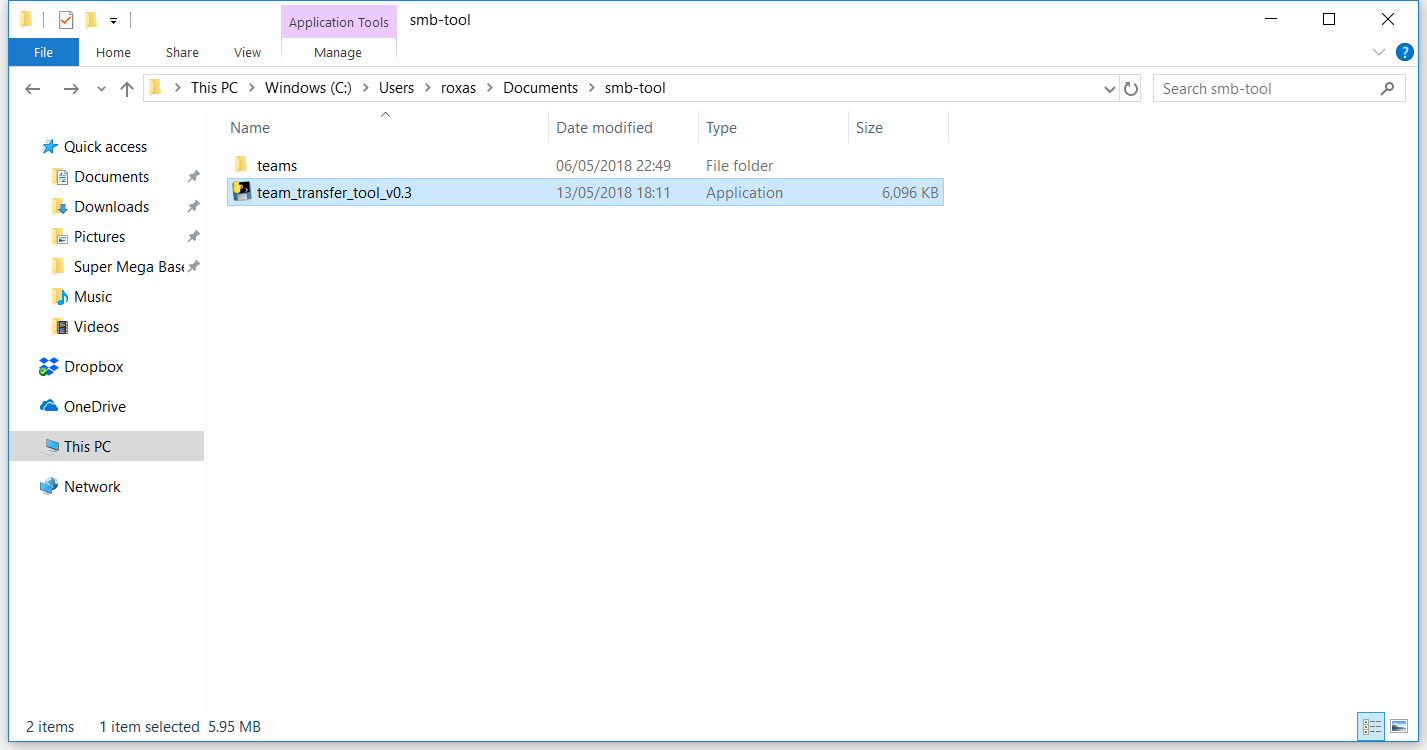 Application Tools smb-tool
File Home Share View Manage
This PC Windows (C:) Users roxas Documents smb-tool Search smb-tool
Name Date modified Type Size
Quick access
Documents
Downloads
Pictures
Super Mega Base
Music
Videos
Dropbox
OneDrive
This PC
Network
teams 06/05/2018 22:49 File folder
team_transfer_tool_v0.3 13/05/2018 18:11 Application 6,096 KB
2 items 1 item selected 5.95 MB